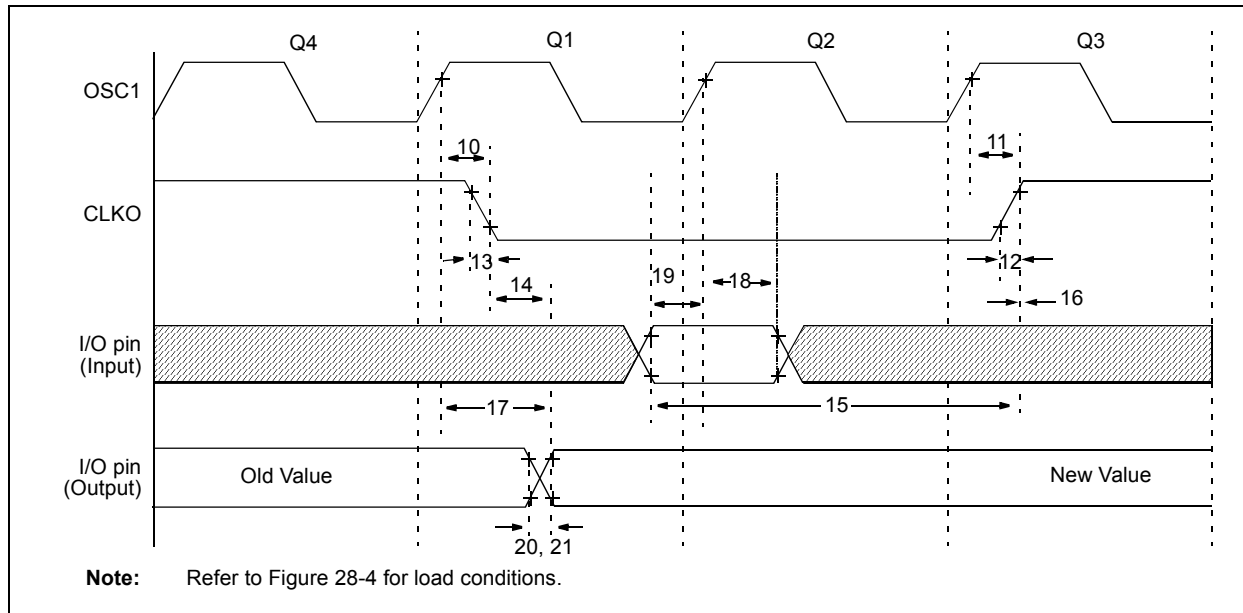 Q4 Q1 Q2 Q3
OSC1
10 11
CLKO
13 12
14 19 18 16
I/O pin
(Input)
17 15
I/O pin
(Output)
Old Value New Value
20, 21
Note: Refer to Figure 28-4 for load conditions.